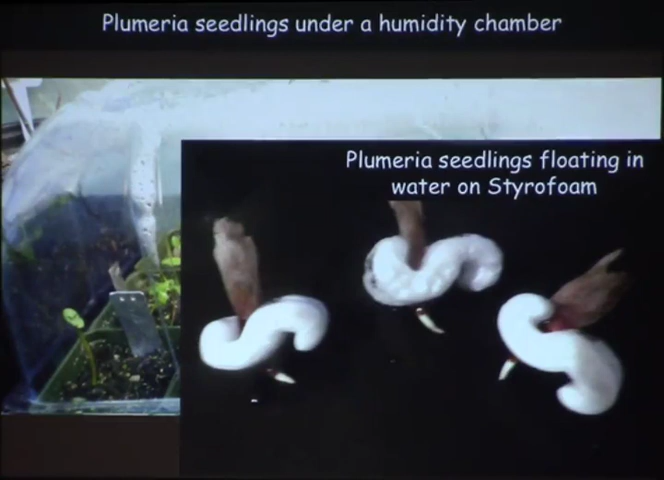 Plumeria seedlings under a humidity chamber
Plumeria seedlings floating in
water on Styrofoam